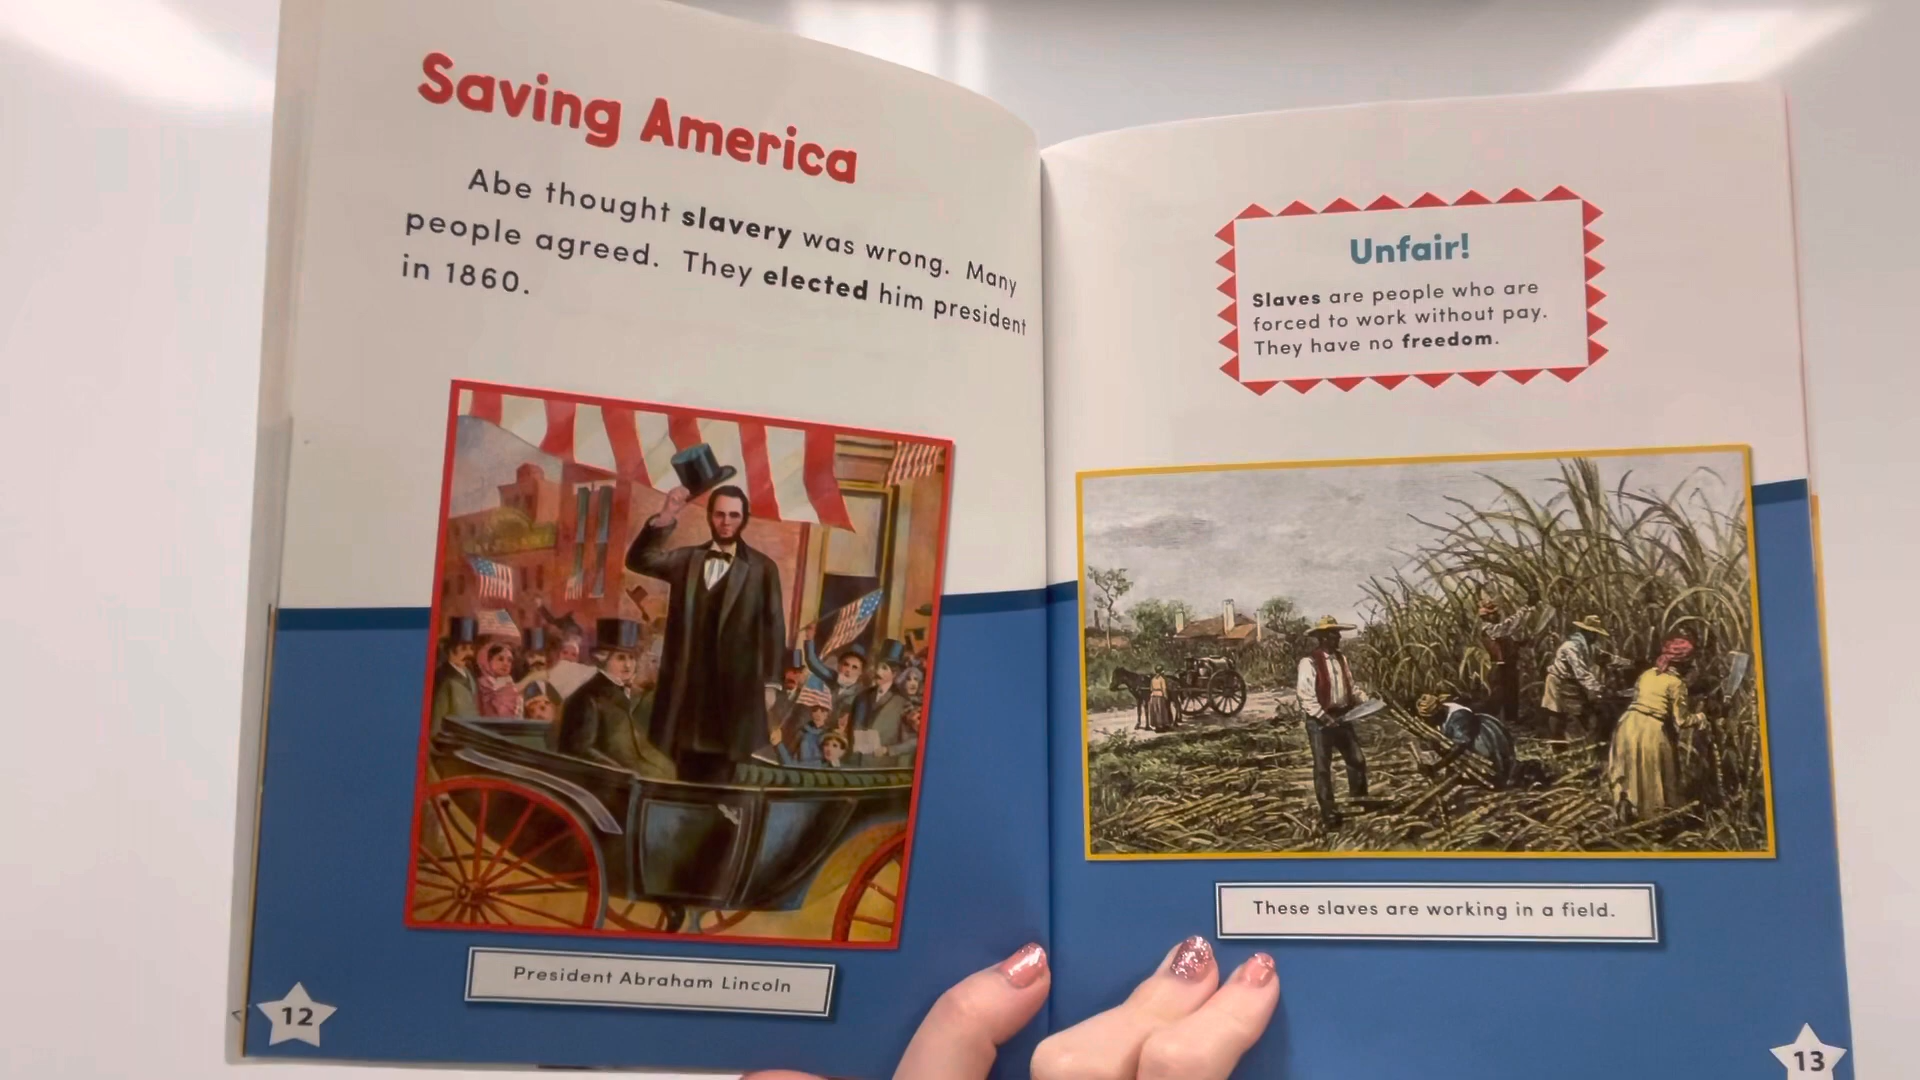 Saving America
Abe thought slavery was wrong. Many
people agreed. They elected him president
in 1860.
President Abraham Lincoln
12
Unfair!
Slaves are people who are
forced to work without pay.
They have no freedom.
These slaves are working in a field.
13